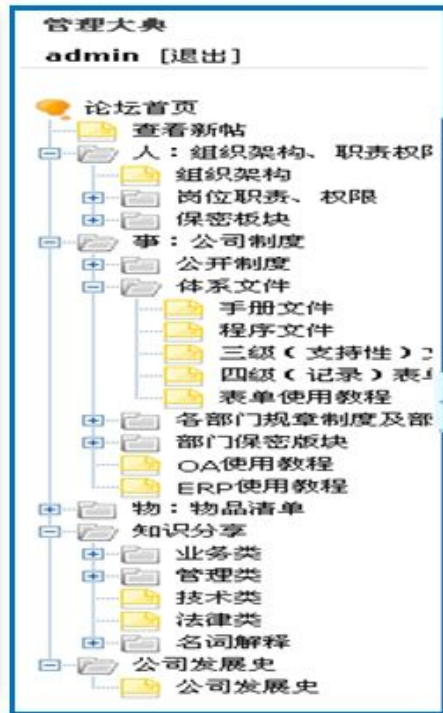 管理大典
admin [退出]
论坛首页
查看新帖
人：组织架构、职责权
组织架构
岗位职责、权限
保密板块
事：公司制度
公开制度
体系文件
手册文件
程序文件
三级（支持性）
四级（记录）表
表单使用教程
各部门规章制度及部
部门保密版块
OA使用教程
ERP使用教程
物：物品清单
知识分享
业务类
管理类
技术类
法律类
名词解释
公司发展史
公司发展史